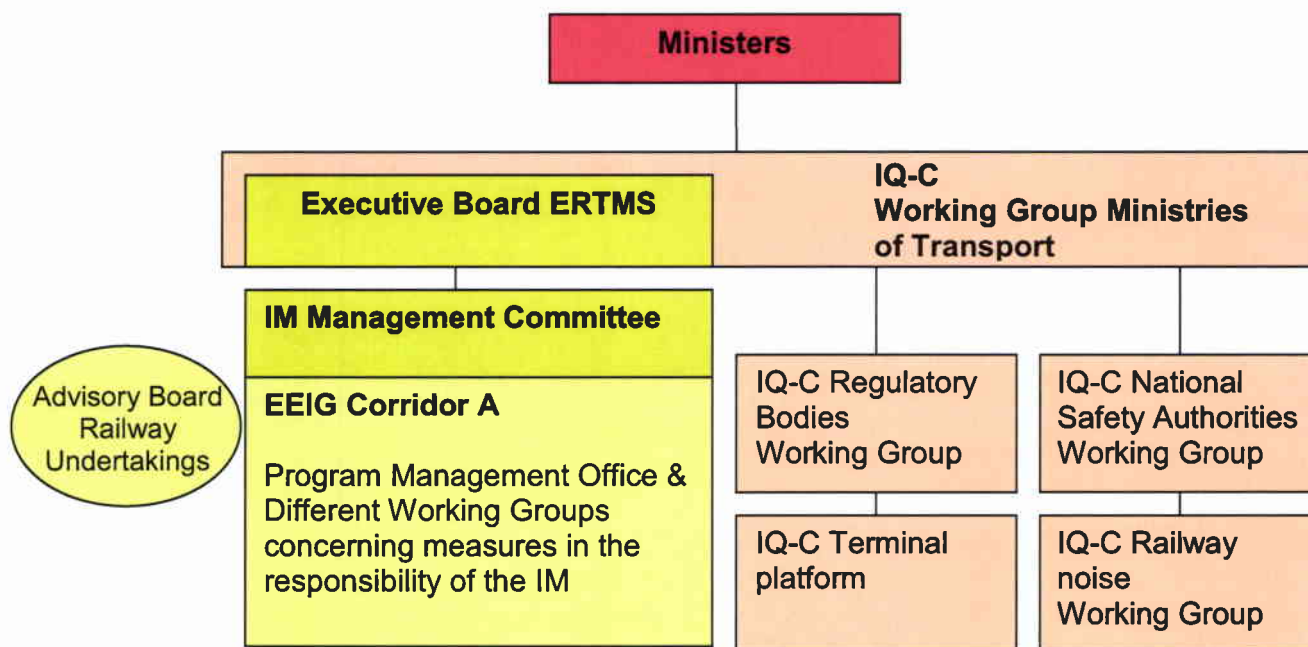 Ministers
IQ-C
Working Group Ministries
of Transport
Executive Board ERTMS
IM Management Committee
Advisory Board
Railway
Undertakings
EEIG Corridor A
Program Management Office &
Different Working Groups
concerning measures in the
responsibility of the IM
IQ-C Regulatory
Bodies
Working Group
IQ-C National
Safety Authorities
Working Group
IQ-C Terminal
platform
IQ-C Railway
noise
Working Group